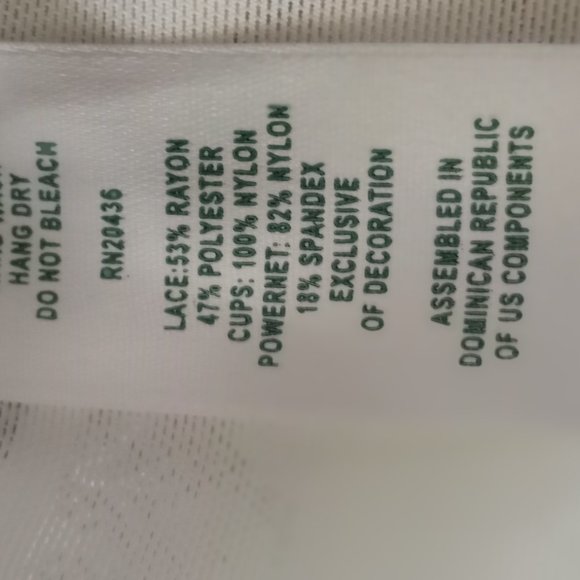 HANG DRY
DO NOT BLEACH
RN20436
LACE:53% RAYON
47% POLYESTER
CUPS: 100% NYLON
POWERNET: 82% NYLON
18% SPANDEX
EXCLUSIVE
OF DECORATION
ASSEMBLED IN
DOMINICAN REPUBLIC
OF US COMPONENTS